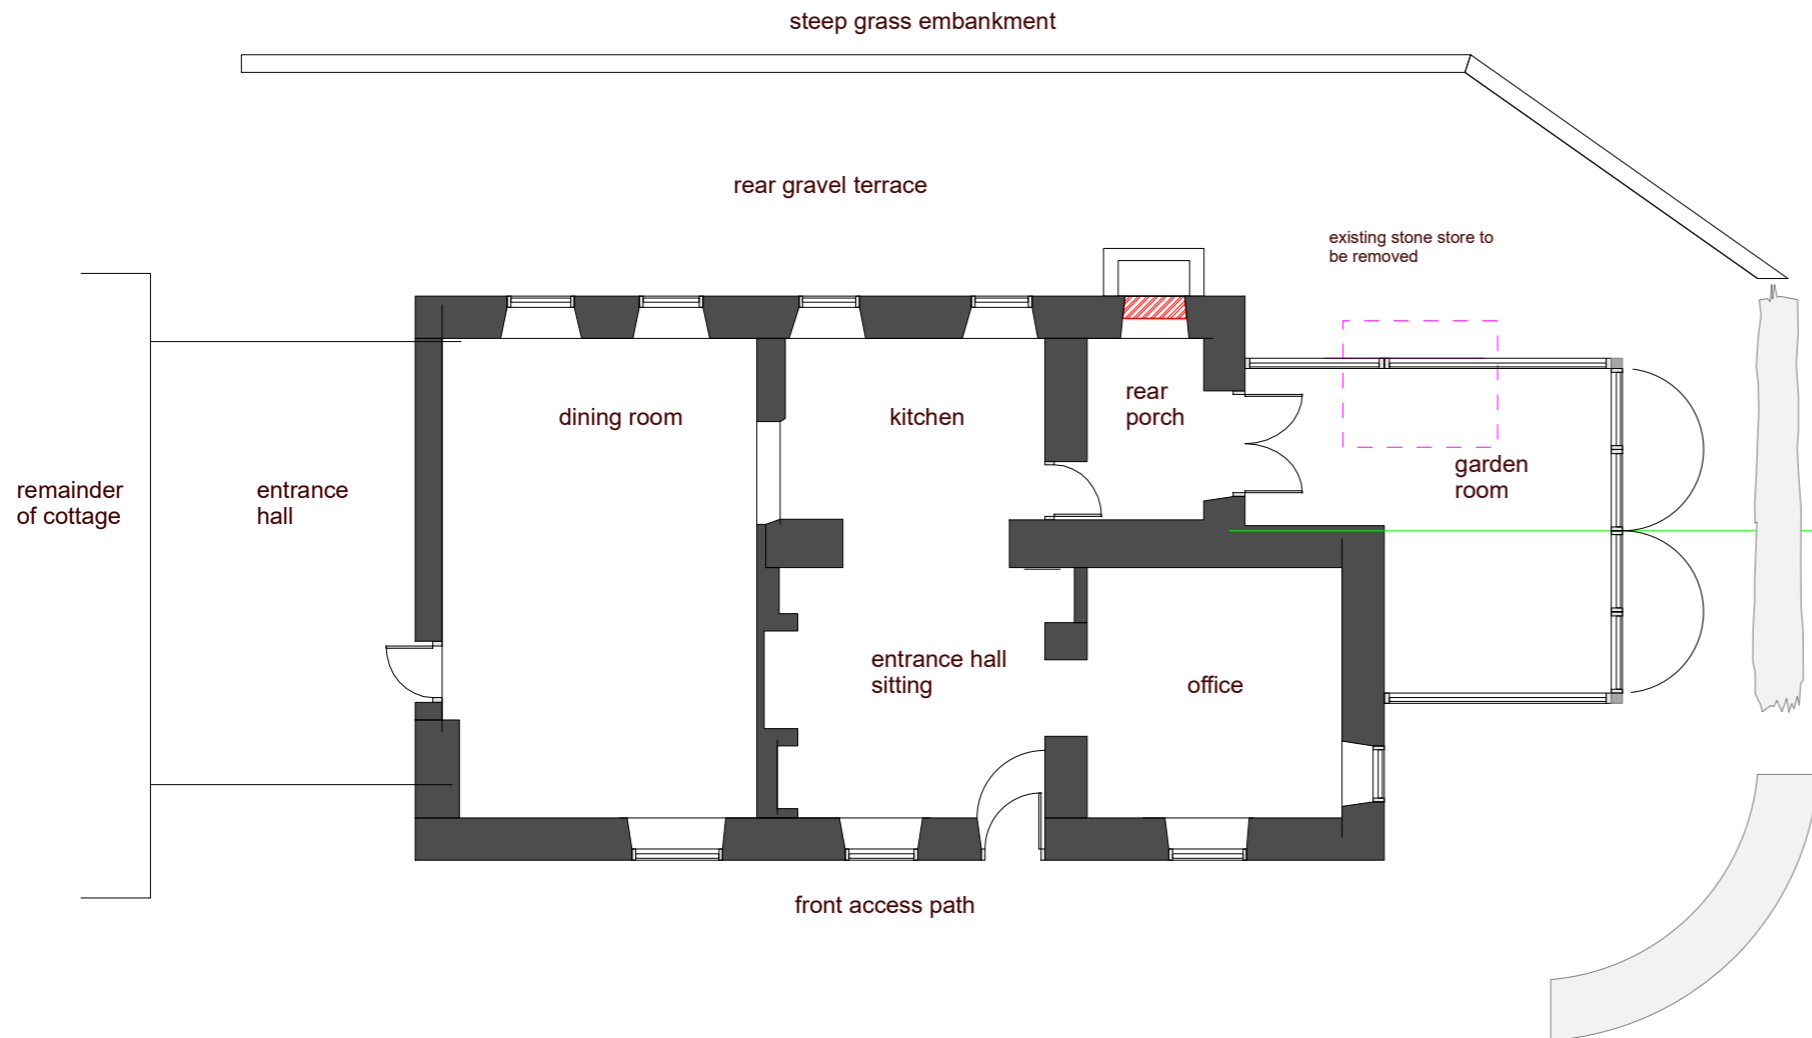 steep grass embankment
rear gravel terrace
existing stone store to
be removed
dining room
kitchen
rear
porch
garden
room
remainder
of cottage
entrance
hall
entrance hall
sitting
office
front access path